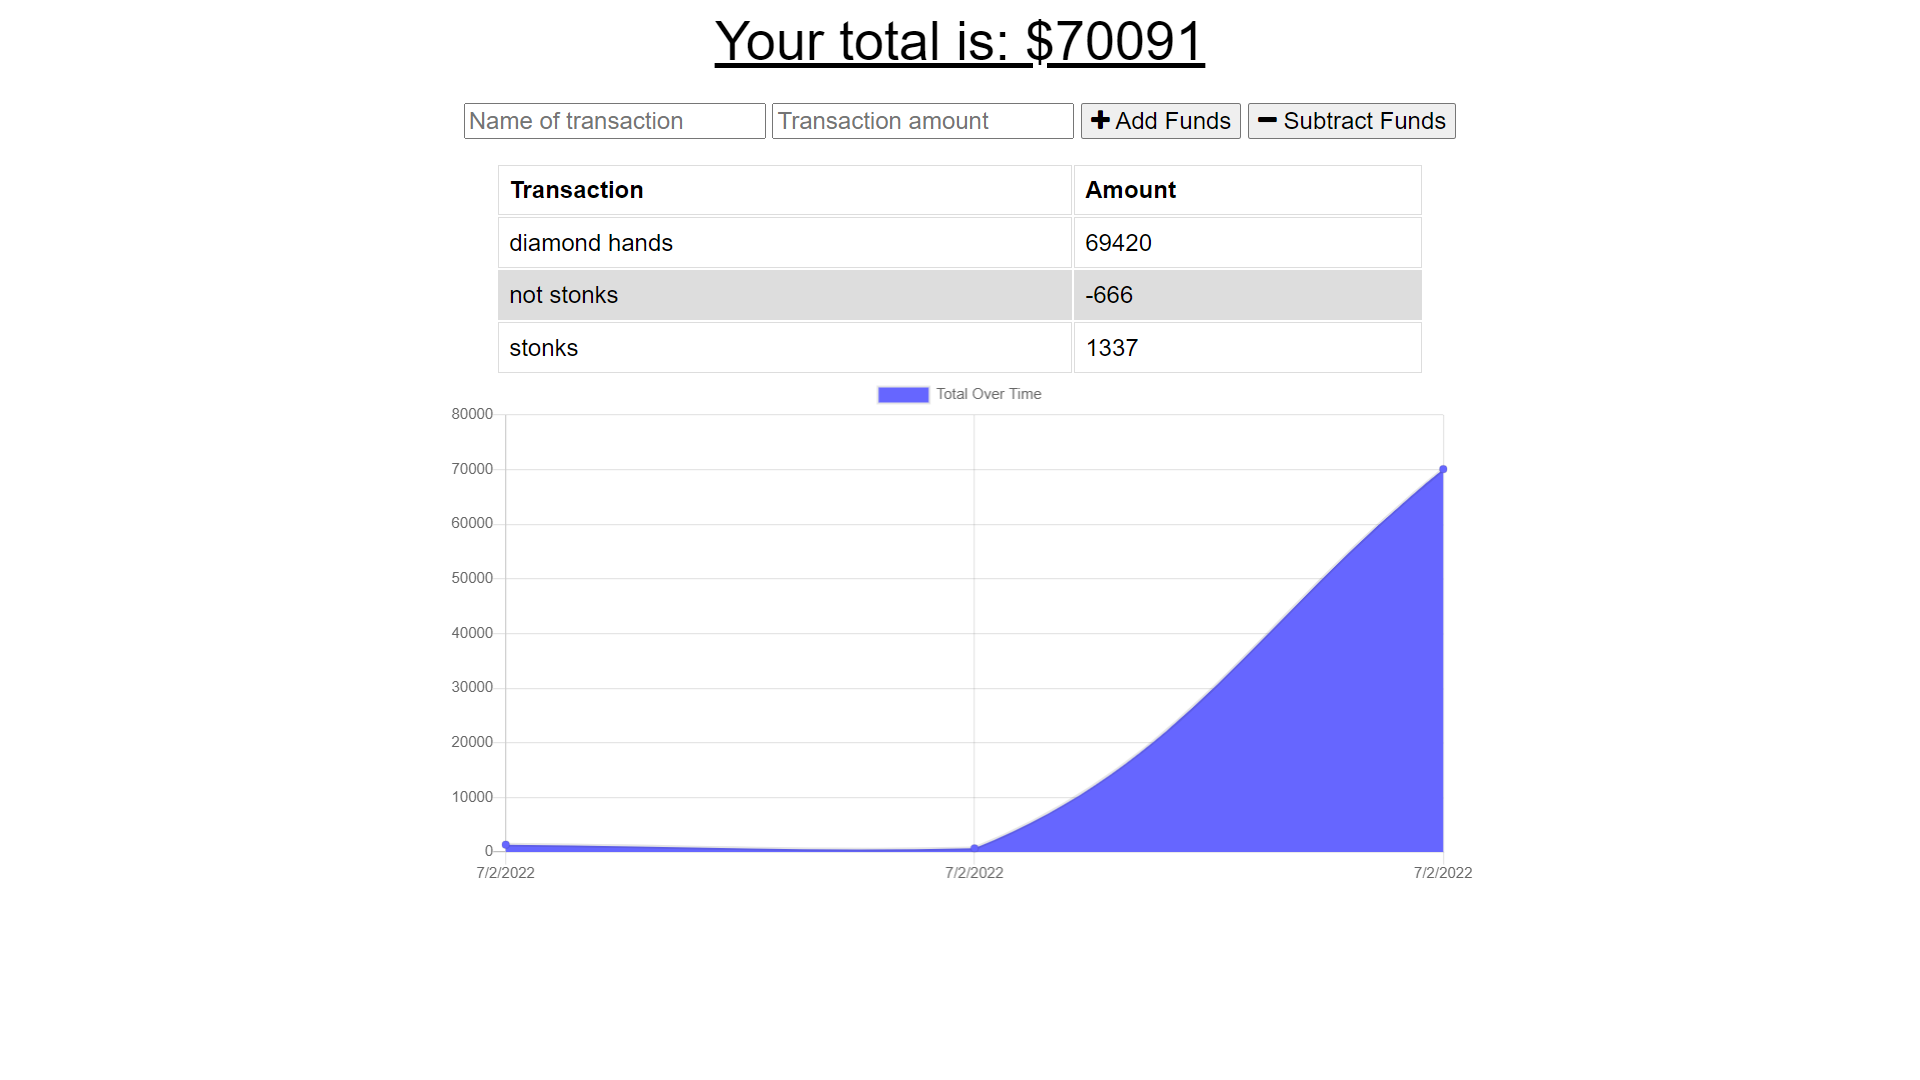 Your total is: $70091
Name of transaction Transaction amount Add Funds Subtract Funds
Transaction Amount
diamond hands 69420
not stonks -666
stonks 1337
Total Over Time
80000
70000
60000
50000
40000
30000
20000
10000
0
7/2/2022 7/2/2022 7/2/2022